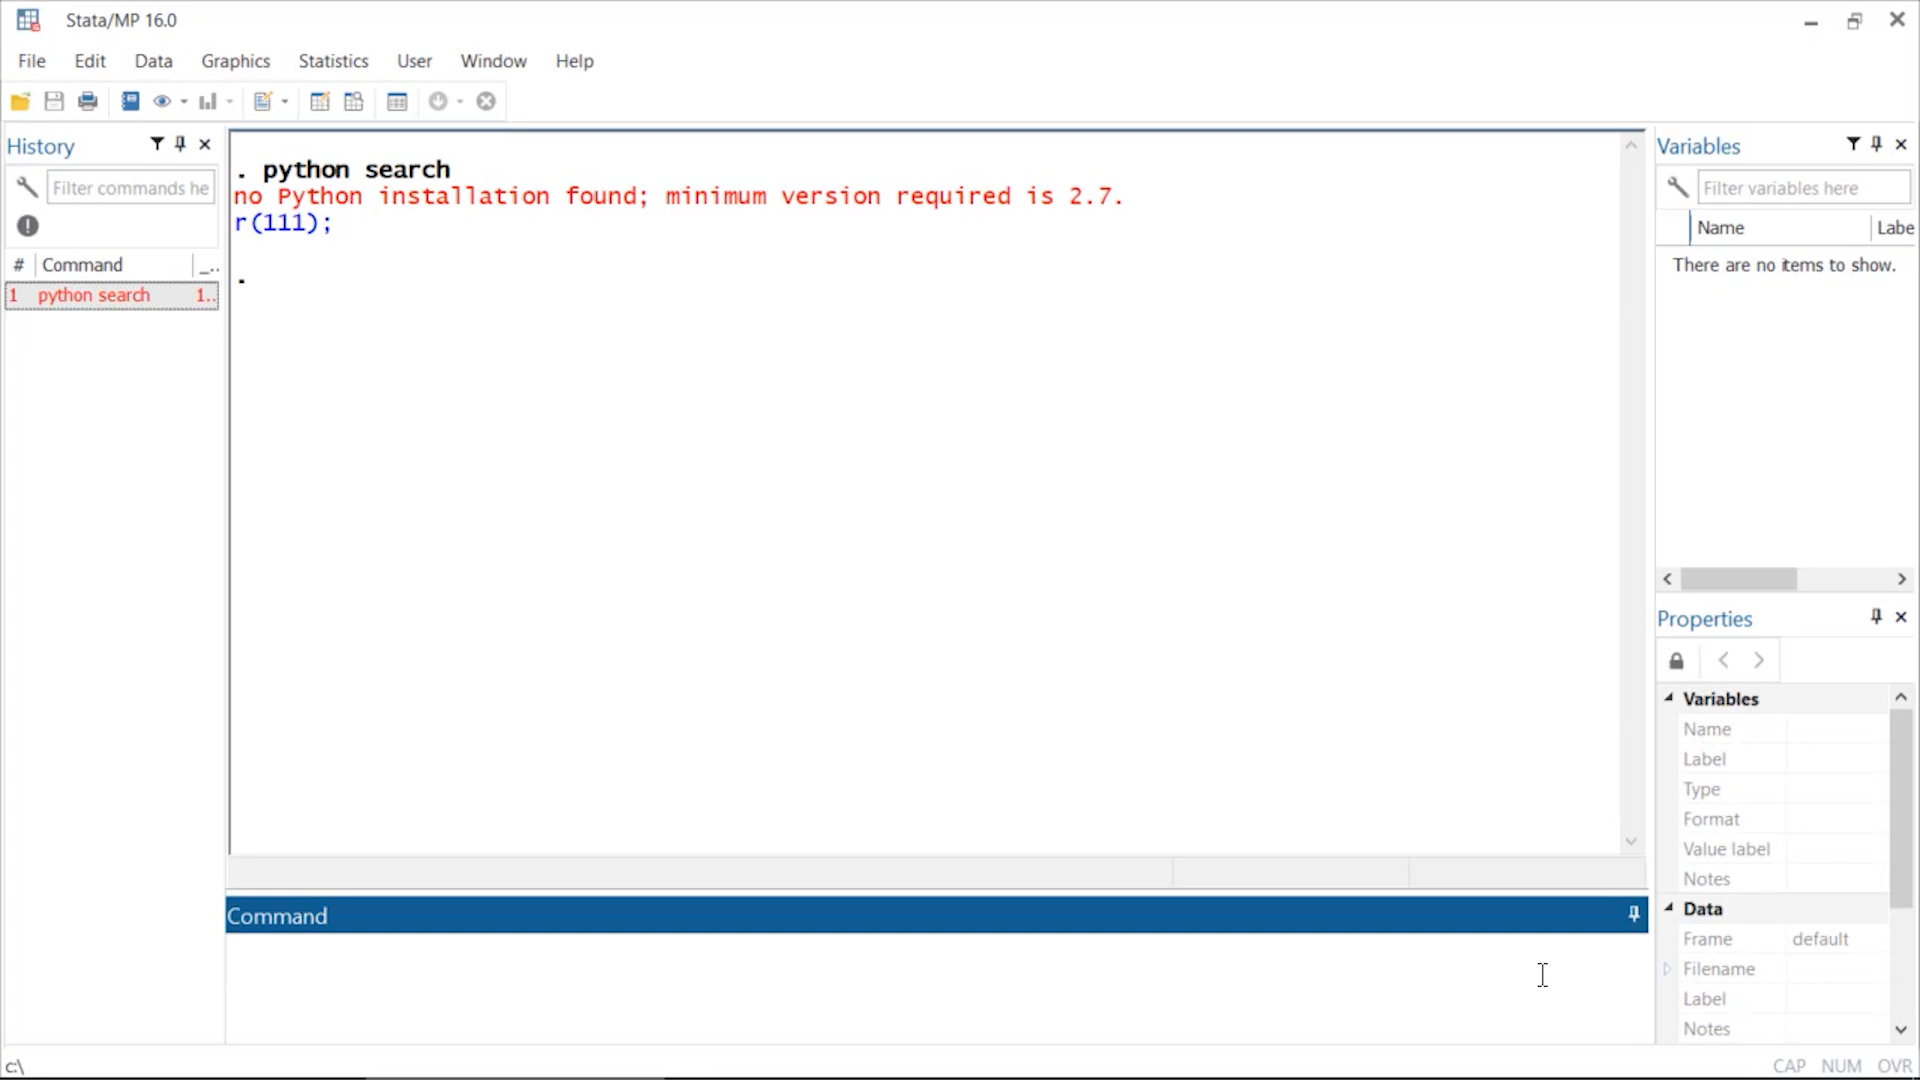 Stata/MP 16.0
File Edit Data Graphics Statistics User Window Help
History
Filter commands he
# Command _..
1 python search 1..
. python search
no Python installation found; minimum version required is 2.7.
r(111);
.
Command
Variables
Filter variables here
Name Labe
There are no items to show.
Properties
Variables
Name
Label
Type
Format
Value label
Notes
Data
Frame default
Filename
Label
Notes
c:\
CAP NUM OVR